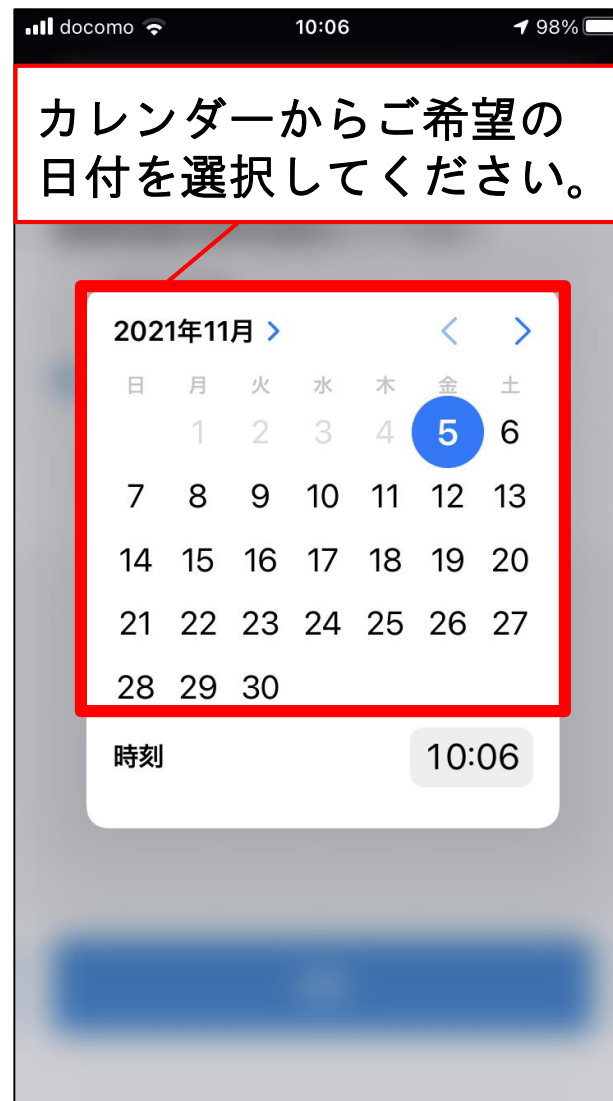 docomo 10:06 98%
カレンダーからご希望の
日付を選択してください。
2021年11月
日 月 火 水 木 金 土
1 2 3 4 5 6
7 8 9 10 11 12 13
14 15 16 17 18 19 20
21 22 23 24 25 26 27
28 29 30
時刻 10:06